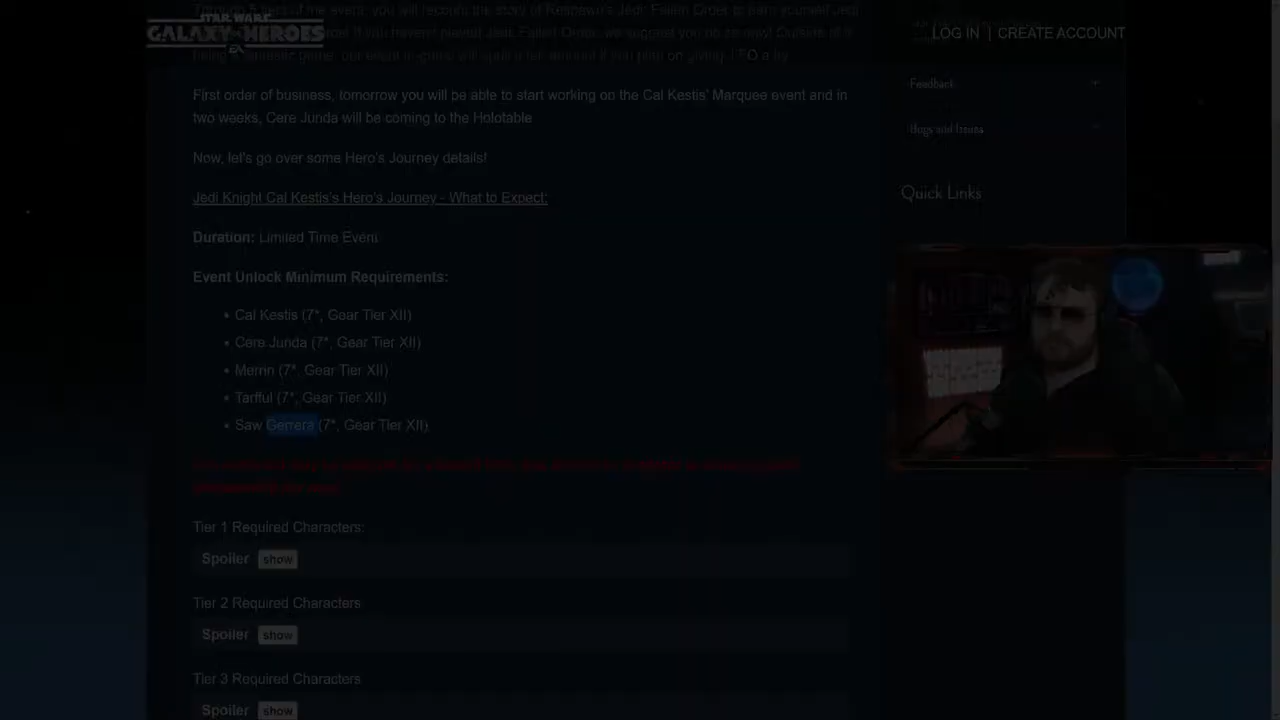 STAR WARS
GALAXY OF HEROES
EA
LOG IN | CREATE ACCOUNT
Feedback +
Bugs and Issues
Quick Links
First order of business, tomorrow you will be able to start working on the Cal Kestis' Marquee event and in
two weeks, Cere Junda will be coming to the Holotable
Now, let's go over some Hero's Journey details!
Jedi Knight Cal Kestis's Hero's Journey - What to Expect:
Duration: Limited Time Event
Event Unlock Minimum Requirements:
• Cal Kestis (7*, Gear Tier XII)
• Cere Junda (7*, Gear Tier XII)
• Merrin (7*, Gear Tier XII)
• Tarfful (7*, Gear Tier XII)
• Saw Gerrera (7*, Gear Tier XII)
Tier 1 Required Characters:
Spoiler show
Tier 2 Required Characters
Spoiler show
Tier 3 Required Characters
Spoiler show